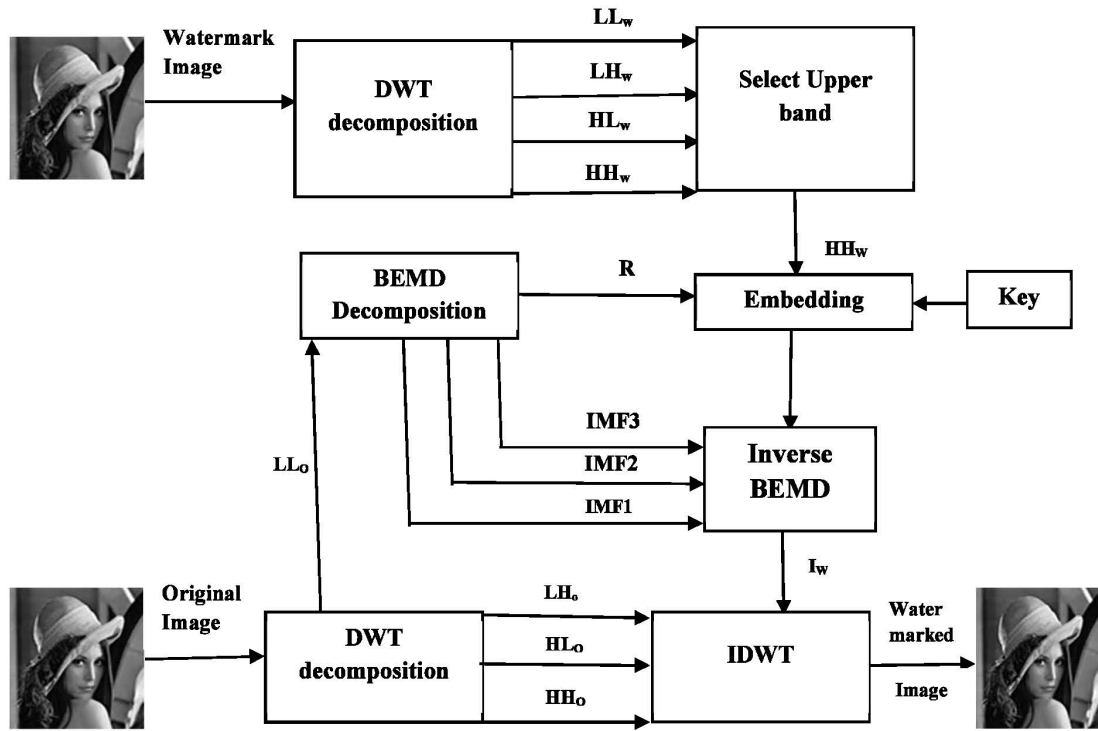 Watermark
Image
DWT
decomposition
LLw
LHw
HLw
HHw
Select Upper
band
HHw
BEMD
Decomposition
R
Embedding
Key
IMF3
IMF2
IMF1
Inverse
BEMD
LLO
Iw
Original
Image
DWT
decomposition
LHo
HLO
HHO
IDWT
Water
marked
Image